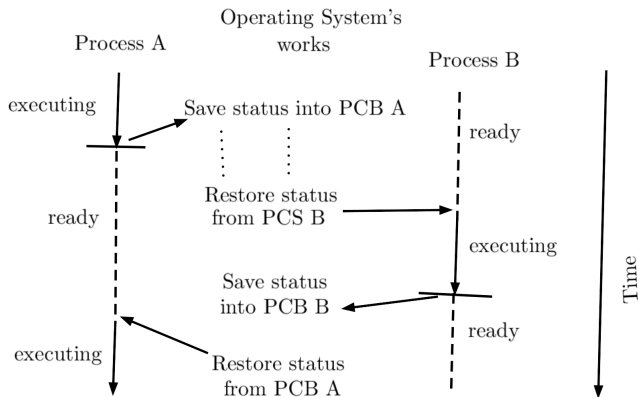 Operating System's
works
Process A
Process B
executing
Save status into PCB A
ready
Restore status
from PCS B
ready
executing
Save status
into PCB B
Time
ready
executing
Restore status
from PCB A